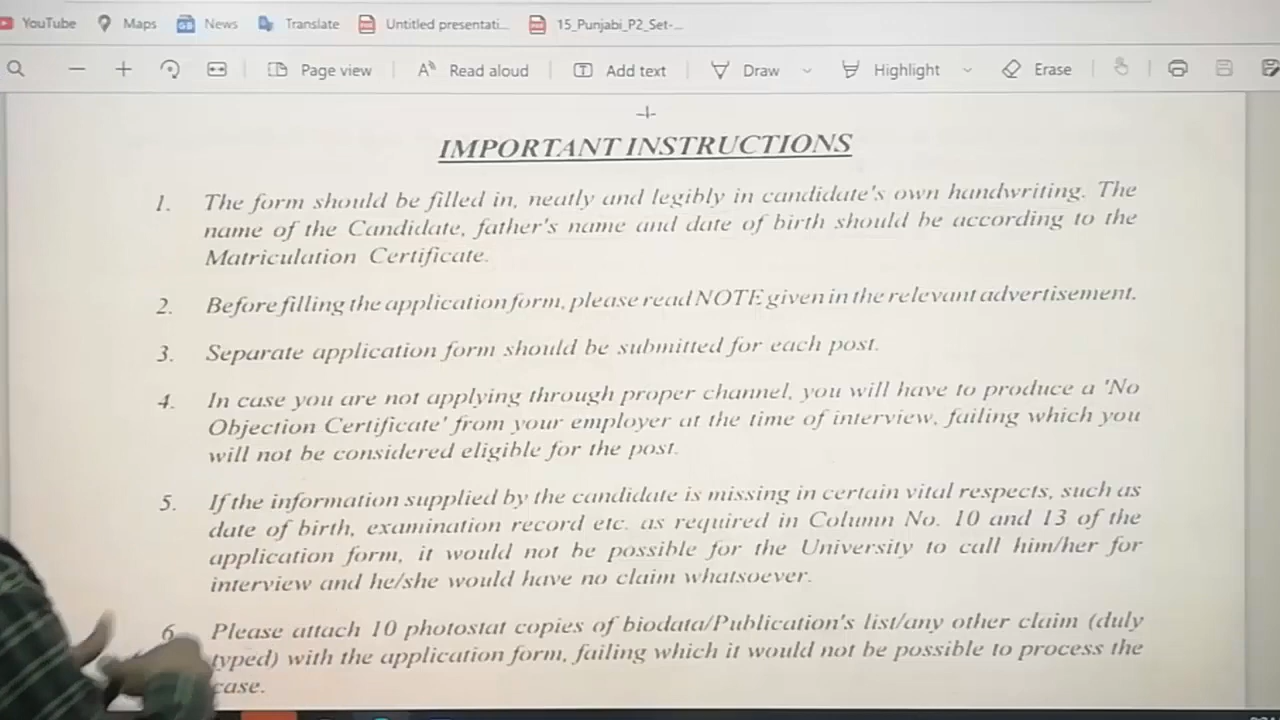 YouTube Maps News Translate Untitled presentati... 15_Punjabi_P2_Set-...
Page view Read aloud Add text Draw Highlight Erase
IMPORTANT INSTRUCTIONS
1. The form should be filled in, neatly and legibly in candidate's own handwriting. The
name of the Candidate, father's name and date of birth should be according to the
Matriculation Certificate.
2. Before filling the application form, please read NOTE given in the relevant advertisement.
3. Separate application form should be submitted for each post.
4. In case you are not applying through proper channel, you will have to produce a 'No
Objection Certificate' from your employer at the time of interview, failing which you
will not be considered eligible for the post.
5. If the information supplied by the candidate is missing in certain vital respects, such as
date of birth, examination record etc. as required in Column No. 10 and 13 of the
application form, it would not be possible for the University to call him/her for
interview and he/she would have no claim whatsoever.
6 Please attach 10 photostat copies of biodata/Publication's list/any other claim (duly
typed) with the application form, failing which it would not be possible to process the
case.